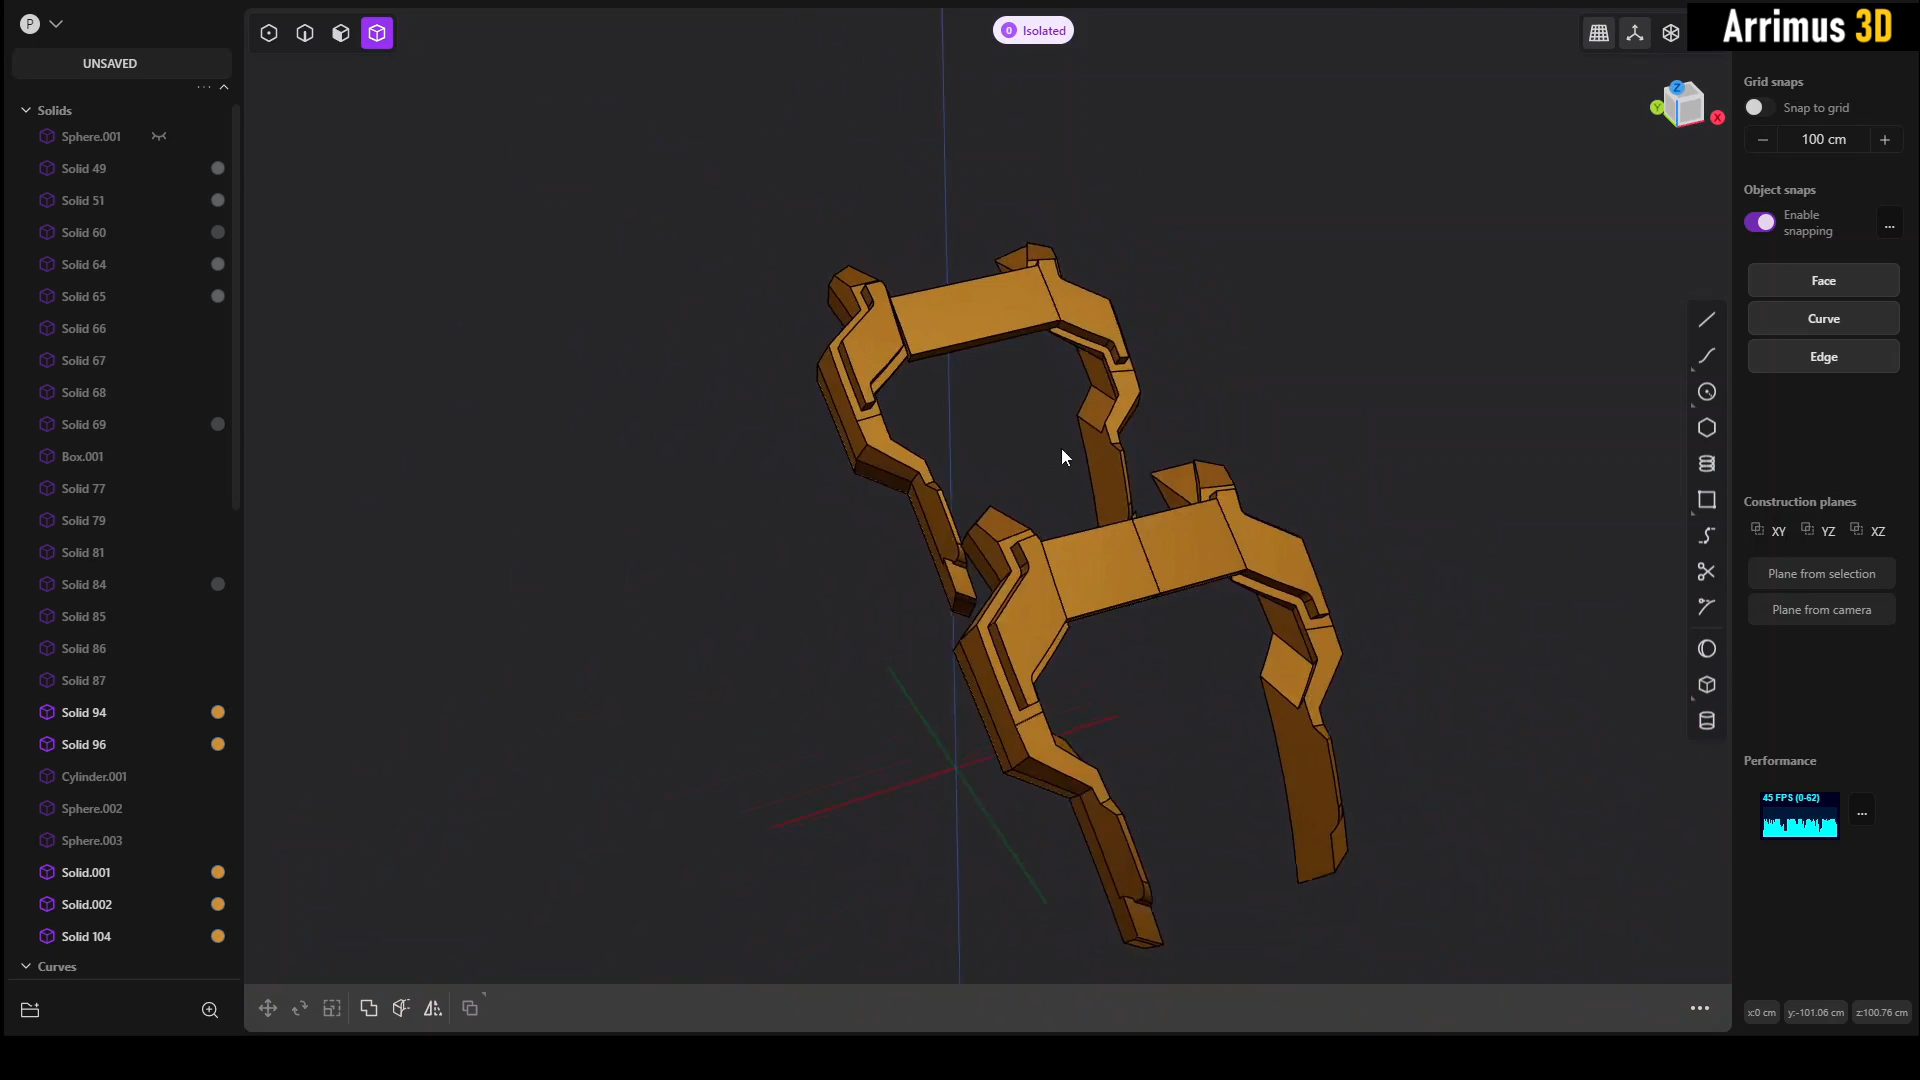 P
UNSAVED
Solids
Sphere.001
Solid 49
Solid 51
Solid 60
Solid 64
Solid 65
Solid 66
Solid 67
Solid 68
Solid 69
Box.001
Solid 77
Solid 79
Solid 81
Solid 84
Solid 85
Solid 86
Solid 87
Solid 94
Solid 96
Cylinder.001
Sphere.002
Sphere.003
Solid.001
Solid.002
Solid 104
Curves
0 Isolated
Z
Y
X
Arrimus 3D
Grid snaps
Snap to grid
100 cm
Object snaps
Enable
snapping
...
Face
Curve
Edge
Construction planes
XY YZ XZ
Plane from selection
Plane from camera
Performance
45 FPS (0-62)
...
x:0 cm y:-101.06 cm z:100.76 cm